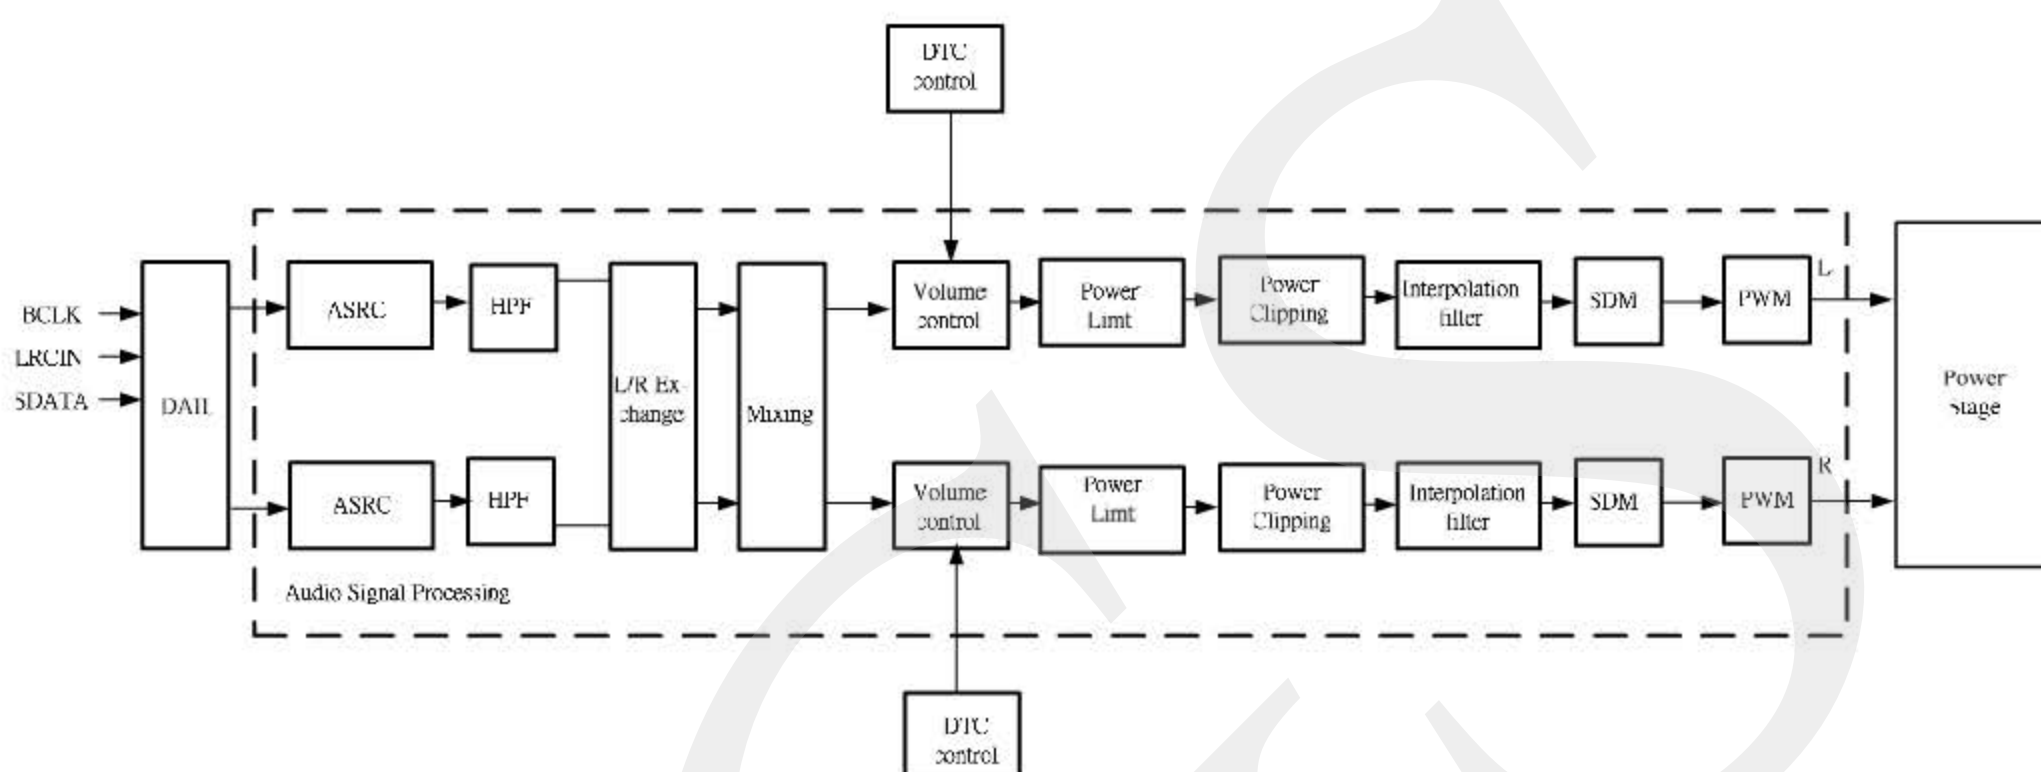 DTC
control
BCLK
LRCIN
SDATA
DAII
ASRC
HPF
L/R Ex-
change
Mixing
Volume
control
Power
Limt
Power
Clipping
Interpolation
filter
SDM
PWM
L
Power
stage
ASRC
HPF
Volume
control
Power
Limt
Power
Clipping
Interpolation
filter
SDM
PWM
R
Audio Signal Processing
DTC
control